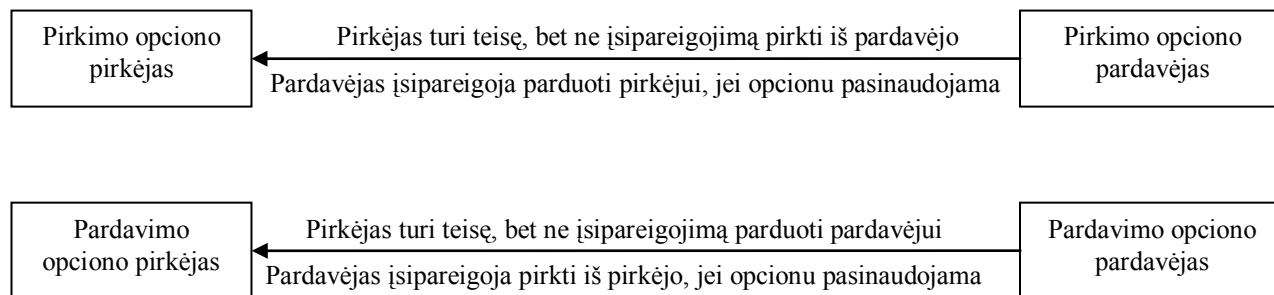 Pirkimo opciono
pirkėjas
Pirkėjas turi teisę, bet ne įsipareigojimą pirkti iš pardavėjo
Pardavėjas įsipareigoja parduoti pirkėjui, jei opcionu pasinaudojama
Pirkimo opciono
pardavėjas
Pardavimo
opciono pirkėjas
Pirkėjas turi teisę, bet ne įsipareigojimą parduoti pardavėjui
Pardavėjas įsipareigoja pirkti iš pirkėjo, jei opcionu pasinaudojama
Pardavimo opciono
pardavėjas